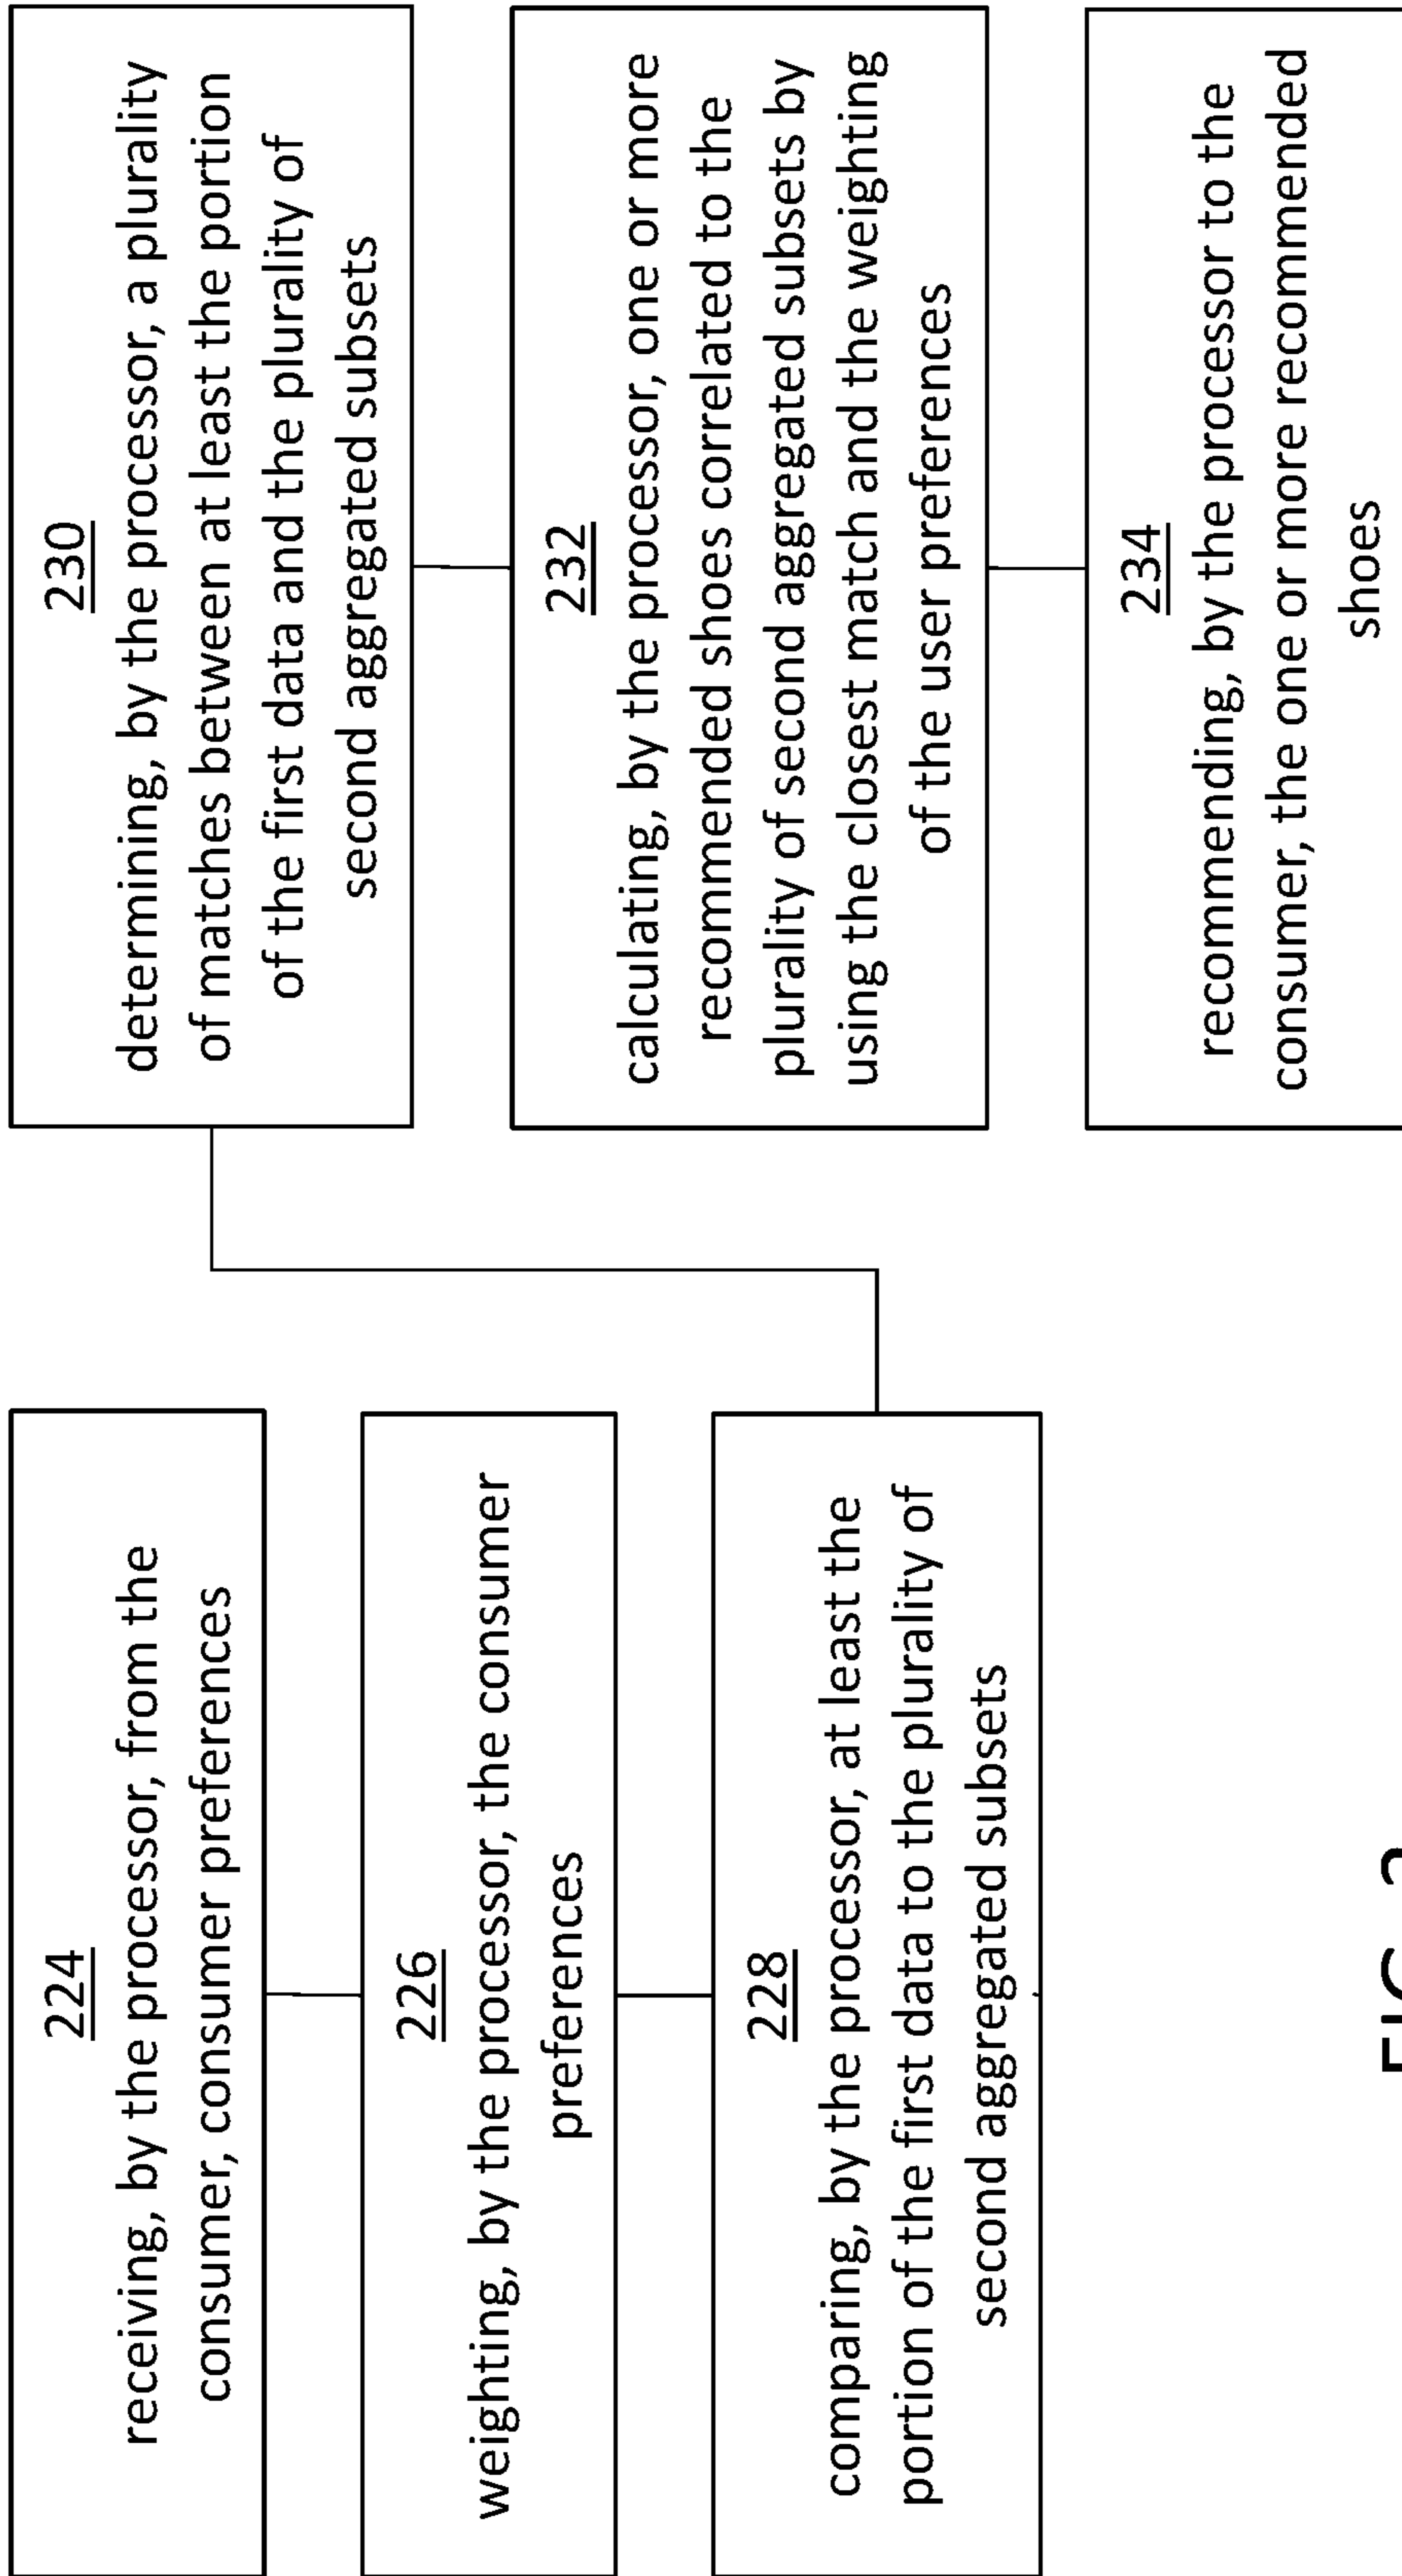 224
receiving, by the processor, from the
consumer, consumer preferences
226
weighting, by the processor, the consumer
preferences
228
comparing, by the processor, at least the
portion of the first data to the plurality of
second aggregated subsets
230
determining, by the processor, a plurality
of matches between at least the portion
of the first data and the plurality of
second aggregated subsets
232
calculating, by the processor, one or more
recommended shoes correlated to the
plurality of second aggregated subsets by
using the closest match and the weighting
of the user preferences
234
recommending, by the processor to the
consumer, the one or more recommended
shoes